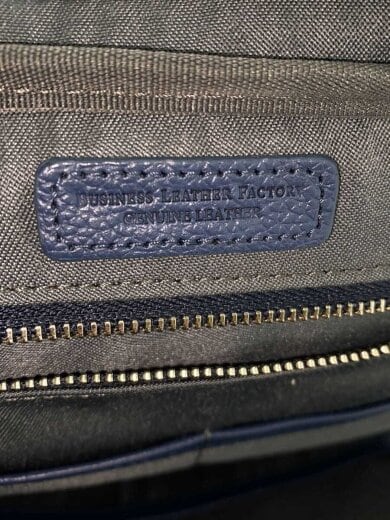 BUSINESS LEATHER FACTORY
GENUINE LEATHER